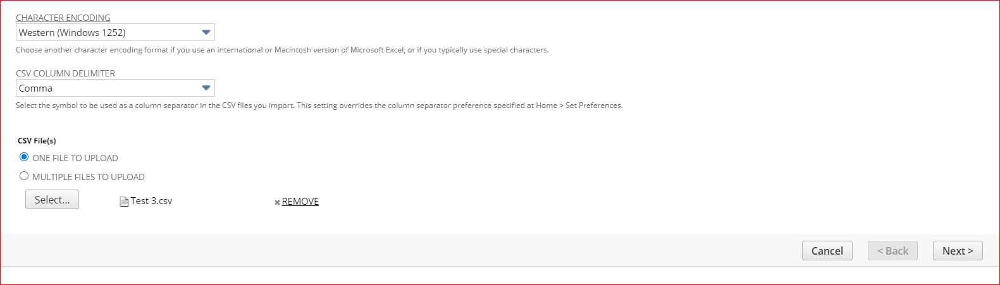 CHARACTER ENCODING
Western (Windows 1252)
Choose another character encoding format if you use an international or Macintosh version of Microsoft Excel, or if you typically use special characters.
CSV COLUMN DELIMITER
Comma
Select the symbol to be used as a column separator in the CSV files you import. This setting overrides the column separator preference specified at Home > Set Preferences.
CSV File(s)
ONE FILE TO UPLOAD
MULTIPLE FILES TO UPLOAD
Select... Test 3.csv REMOVE
Cancel < Back Next >